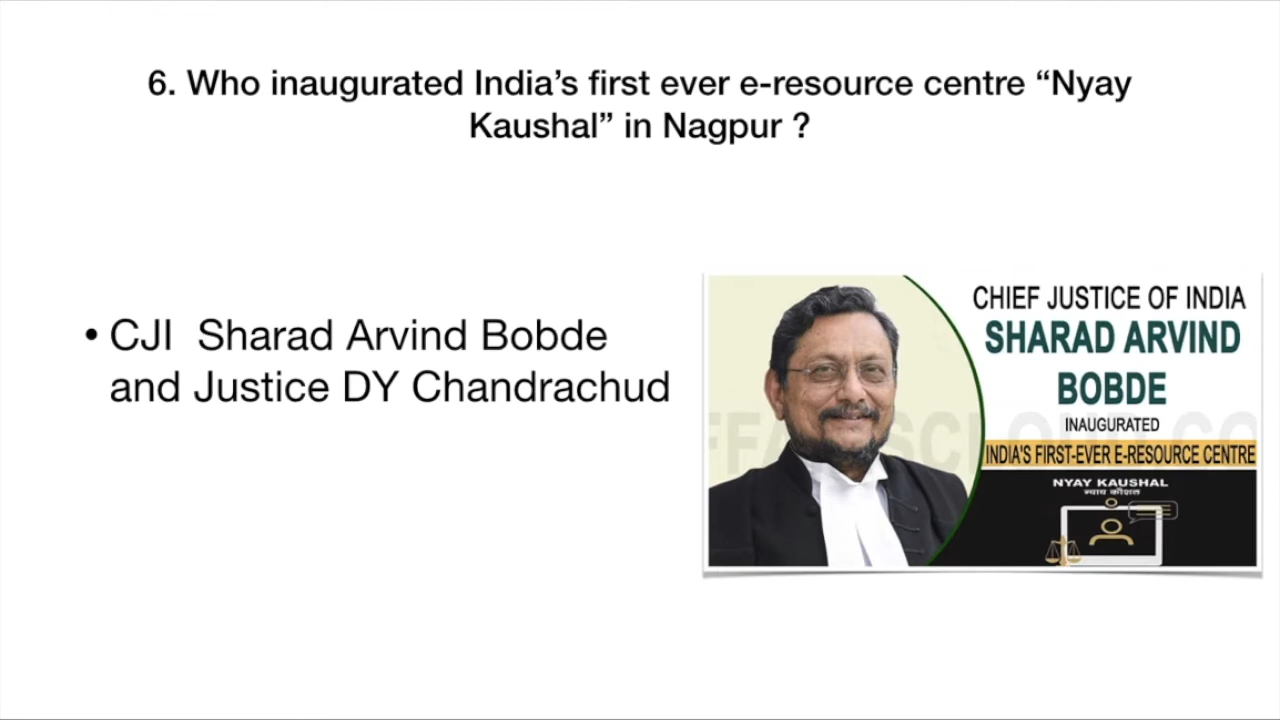 6. Who inaugurated India’s first ever e-resource centre “Nyay
Kaushal” in Nagpur ?
• CJI  Sharad Arvind Bobde
and Justice DY Chandrachud
CHIEF JUSTICE OF INDIA
SHARAD ARVIND
BOBDE
INAUGURATED
INDIA'S FIRST-EVER E-RESOURCE CENTRE
NYAY KAUSHAL
न्याय कौशल